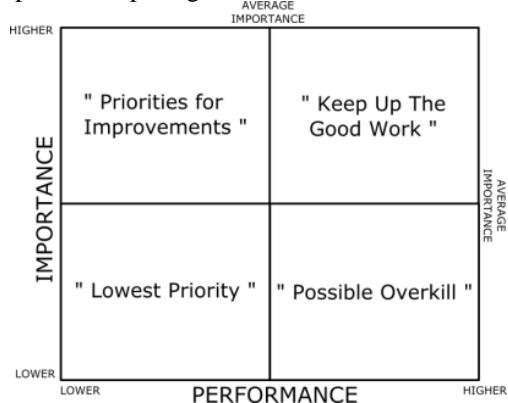 AVERAGE
IMPORTANCE
HIGHER
" Priorities for
Improvements "
" Keep Up The
Good Work "
IMPORTANCE
AVERAGE
IMPORTANCE
" Lowest Priority "
" Possible Overkill "
LOWER
LOWER
PERFORMANCE
HIGHER